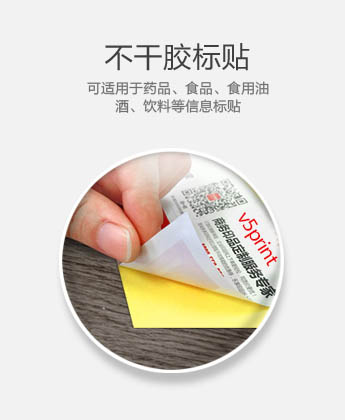 不干胶标贴
可适用于药品、食品、食用油
酒、饮料等信息标贴
v5print
商务印品定制服务专家